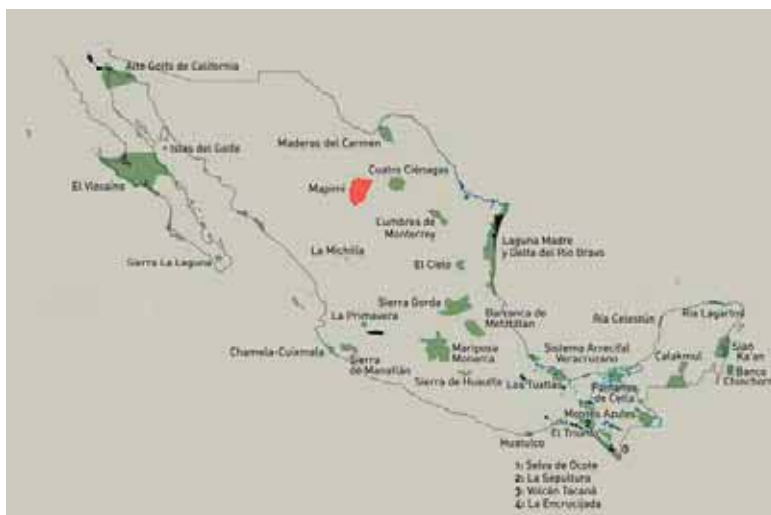 Alto Golfo de California
Maderas del Carmen
Islas del Golfo
Cuatro Ciénegas
El Vizcaíno
Mapimí
Cumbres de
Monterrey
Laguna Madre
y Delta del Río Bravo
La Michilía
Sierra La Laguna
El Cielo
Sierra Gorda
Barranca de
Metztitlán
Ría Celestún
Ría Lagartos
La Primavera
Chamela-Cuixmala
Sierra
de Manatlán
Mariposa
Monarca
Sistema Arrecifal
Veracruzano
Calakmul
Sian
Ka'an
Banco
Chinchorro
Sierra de Huautla
Los Tuxtlas
Pantanos
de Centla
Montes Azules
El Triunfo
Huatulco
1: Selva de Ocote
2: La Sepultura
3: Volcán Tacaná
4: La Encrucijada